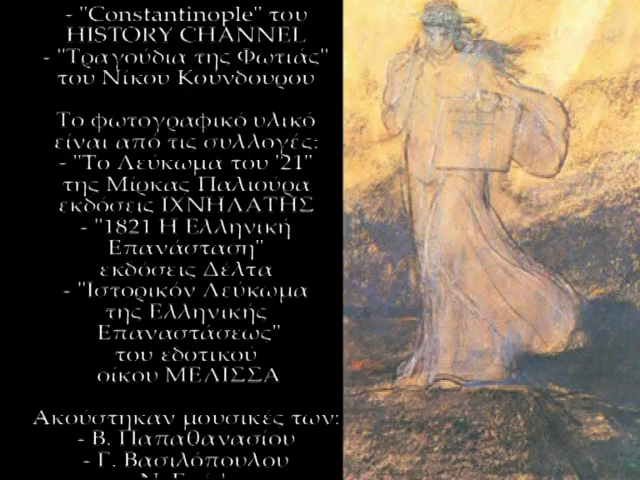 - "Constantinople" του
HISTORY CHANNEL
- "Τραγούδια της Φωτιάς"
του Νίκου Κούνδουρου
Το φωτογραφικό υλικό
είναι από τις συλλογές:
- "Το Λεύκωμα του '21"
της Μίρκας Παλιούρα
εκδόσεις ΙΧΝΗΛΑΤΗΣ
- "1821 Η Ελληνική
Επανάσταση"
εκδόσεις Δέλτα
- "Ιστορικόν Λεύκωμα
της Ελληνικής
Επαναστάσεως"
του εδοτικού
οίκου ΜΕΛΙΣΣΑ
Ακούστηκαν μουσικές των:
- Β. Παπαθανασίου
- Γ. Βασιλόπουλου